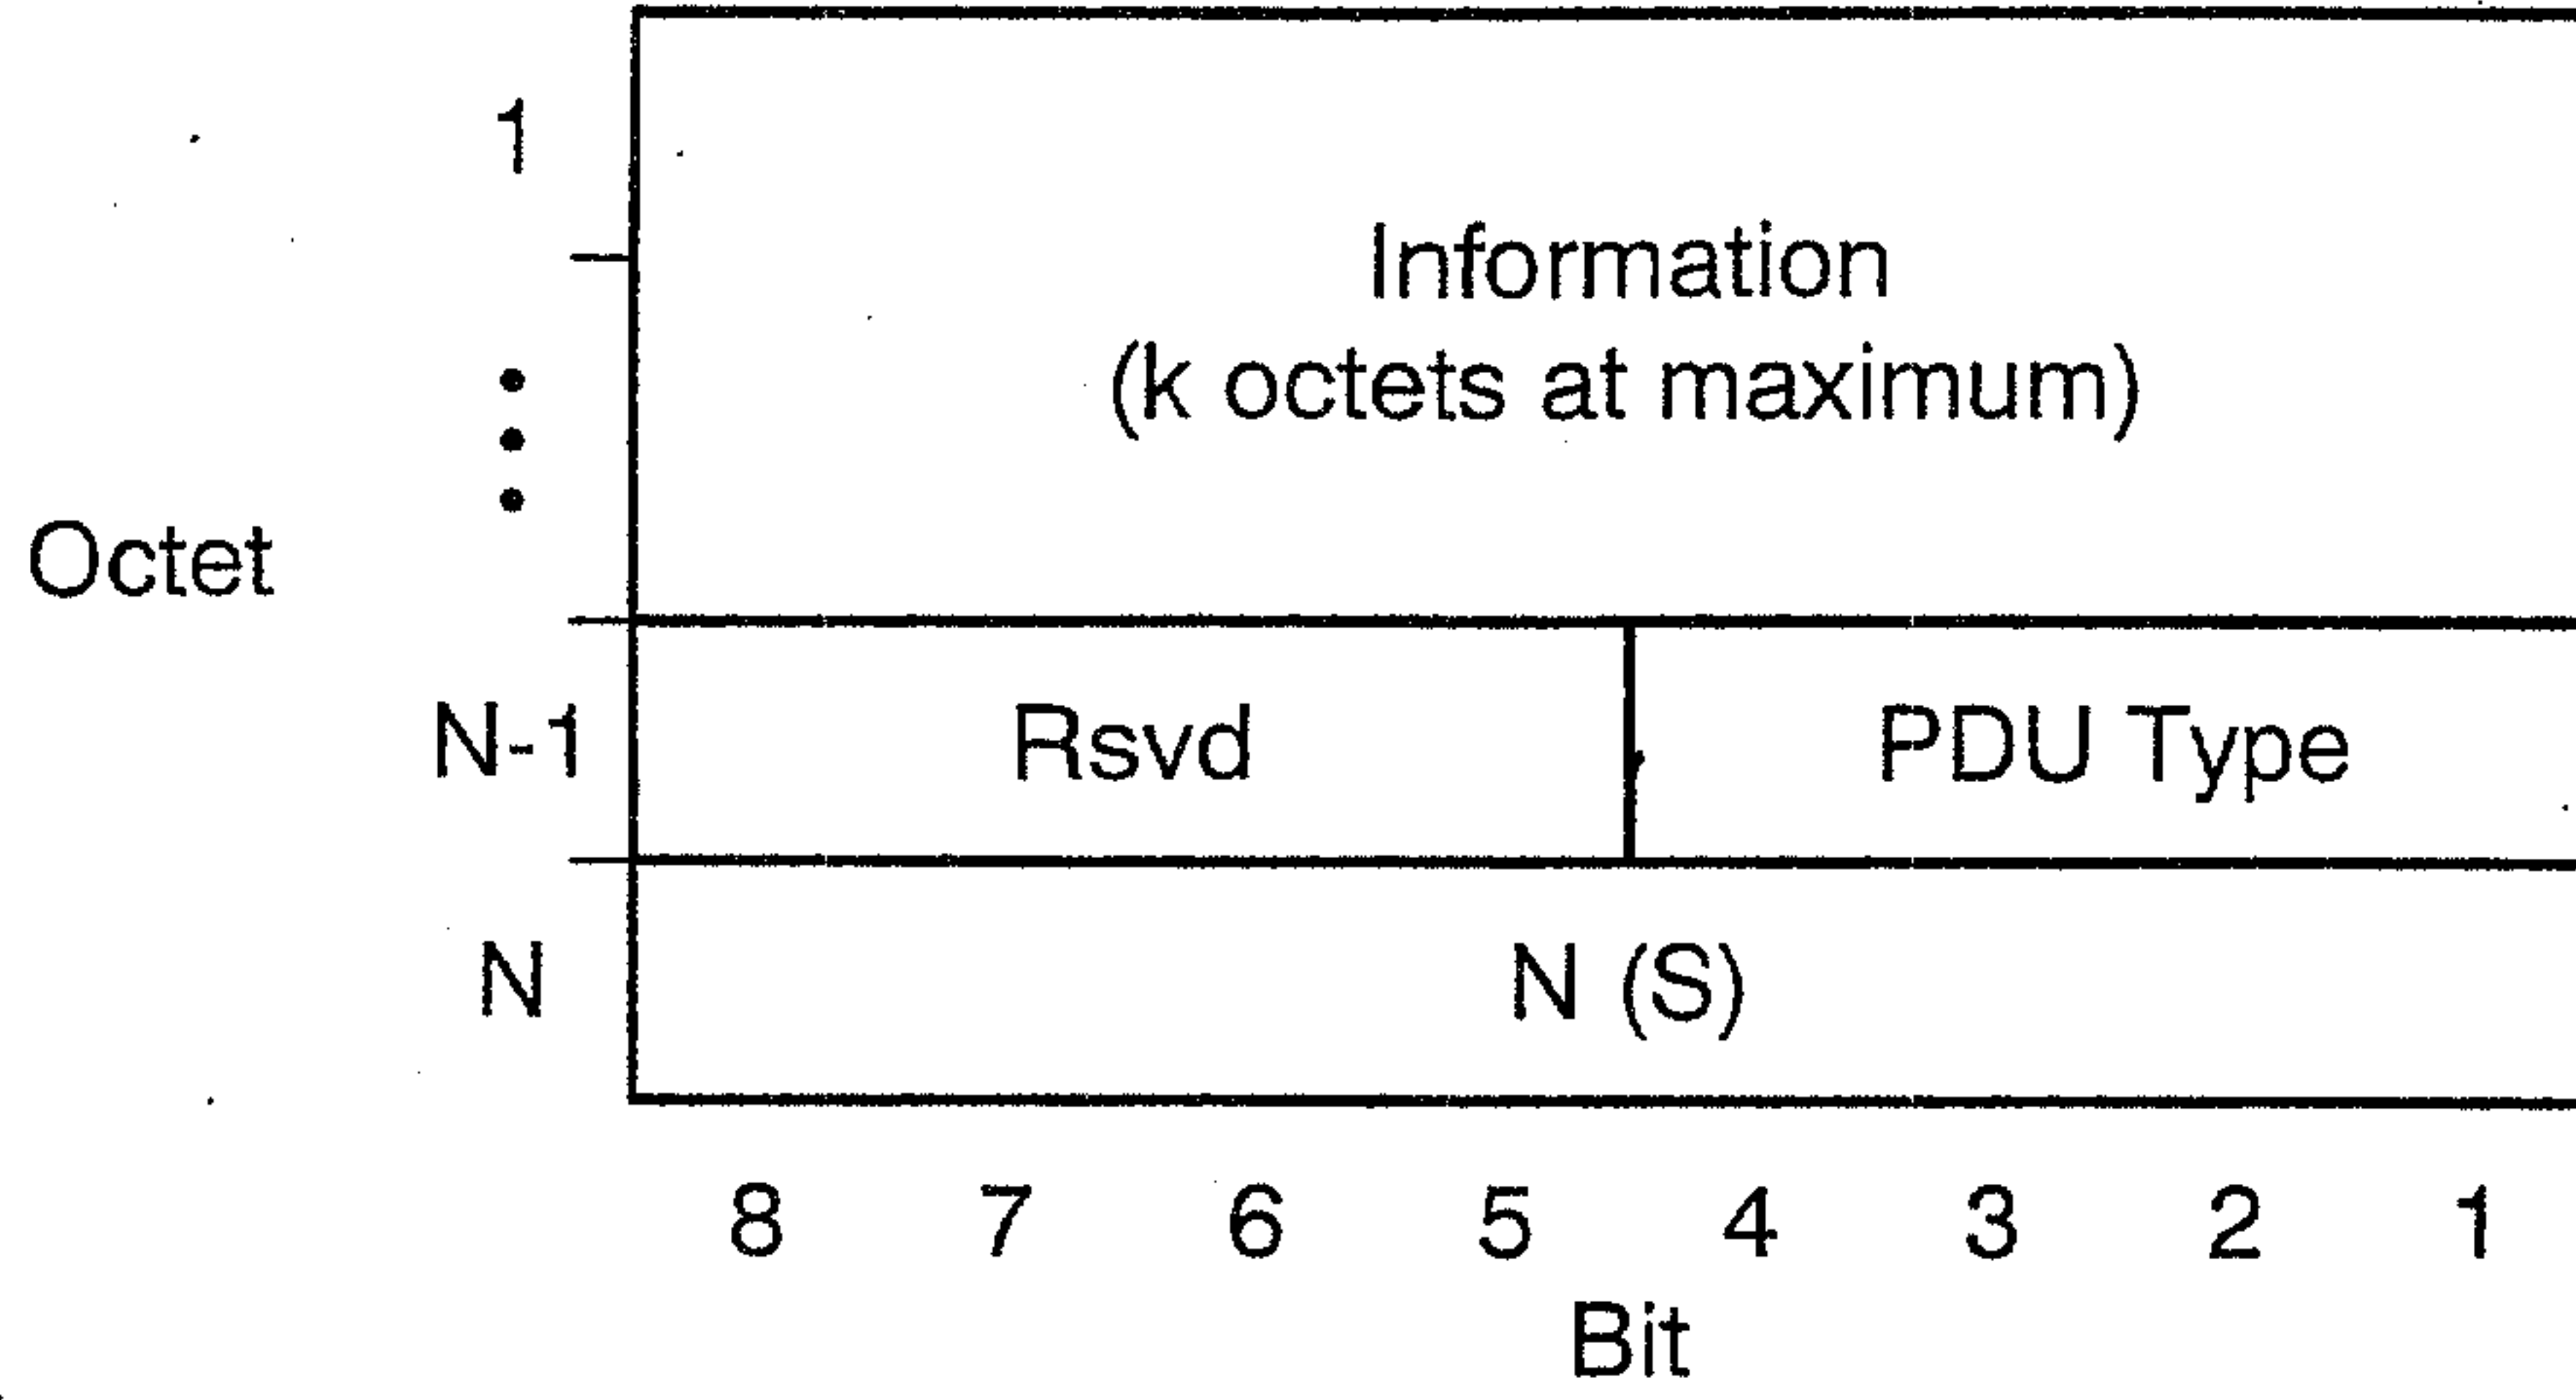 1
Information
(k octets at maximum)
Octet
N-1 Rsvd PDU Type
N N (S)
8 7 6 5 4 3 2 1
Bit